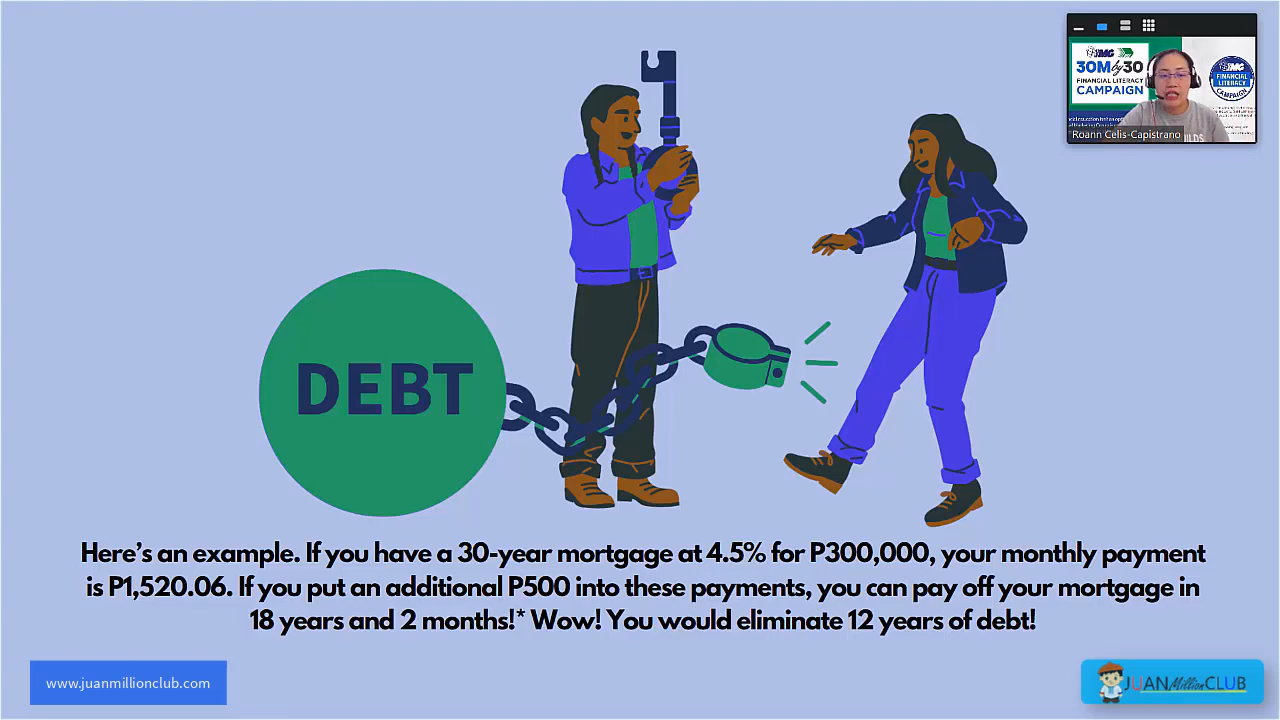 IMG
30M by 30
FINANCIAL LITERACY
CAMPAIGN
IMG
FINANCIAL
LITERACY
CAMPAIGN
Roann Celis-Capistrano
DEBT
Here's an example. If you have a 30-year mortgage at 4.5% for P300,000, your monthly payment
is P1,520.06. If you put an additional P500 into these payments, you can pay off your mortgage in
18 years and 2 months!* Wow! You would eliminate 12 years of debt!
www.juanmillionclub.com
JUAN Million CLUB